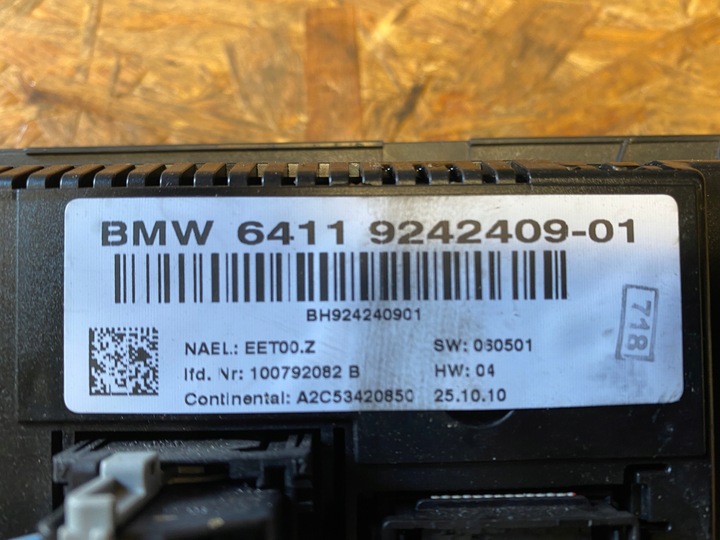 BMW 6411 9242409-01
BH924240901
NAEL: EET00.Z SW: 060501
lfd. Nr: 100792082 B HW: 04
Continental: A2C53420850 25.10.10
718